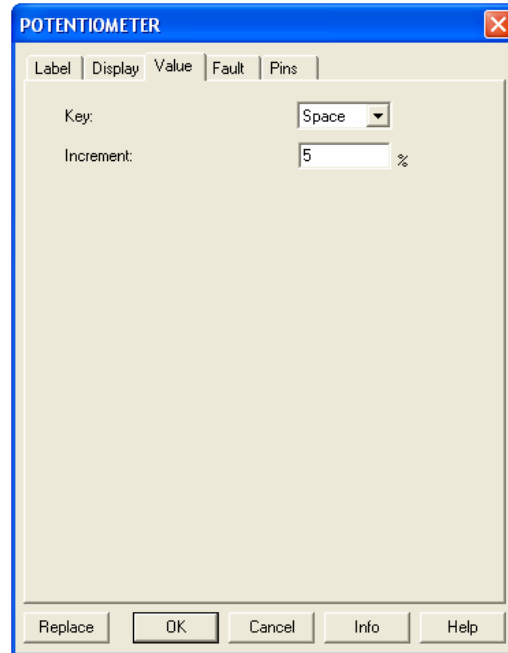 POTENTIOMETER
Label Display Value Fault Pins
Key: Space
Increment: 5 %
Replace OK Cancel Info Help